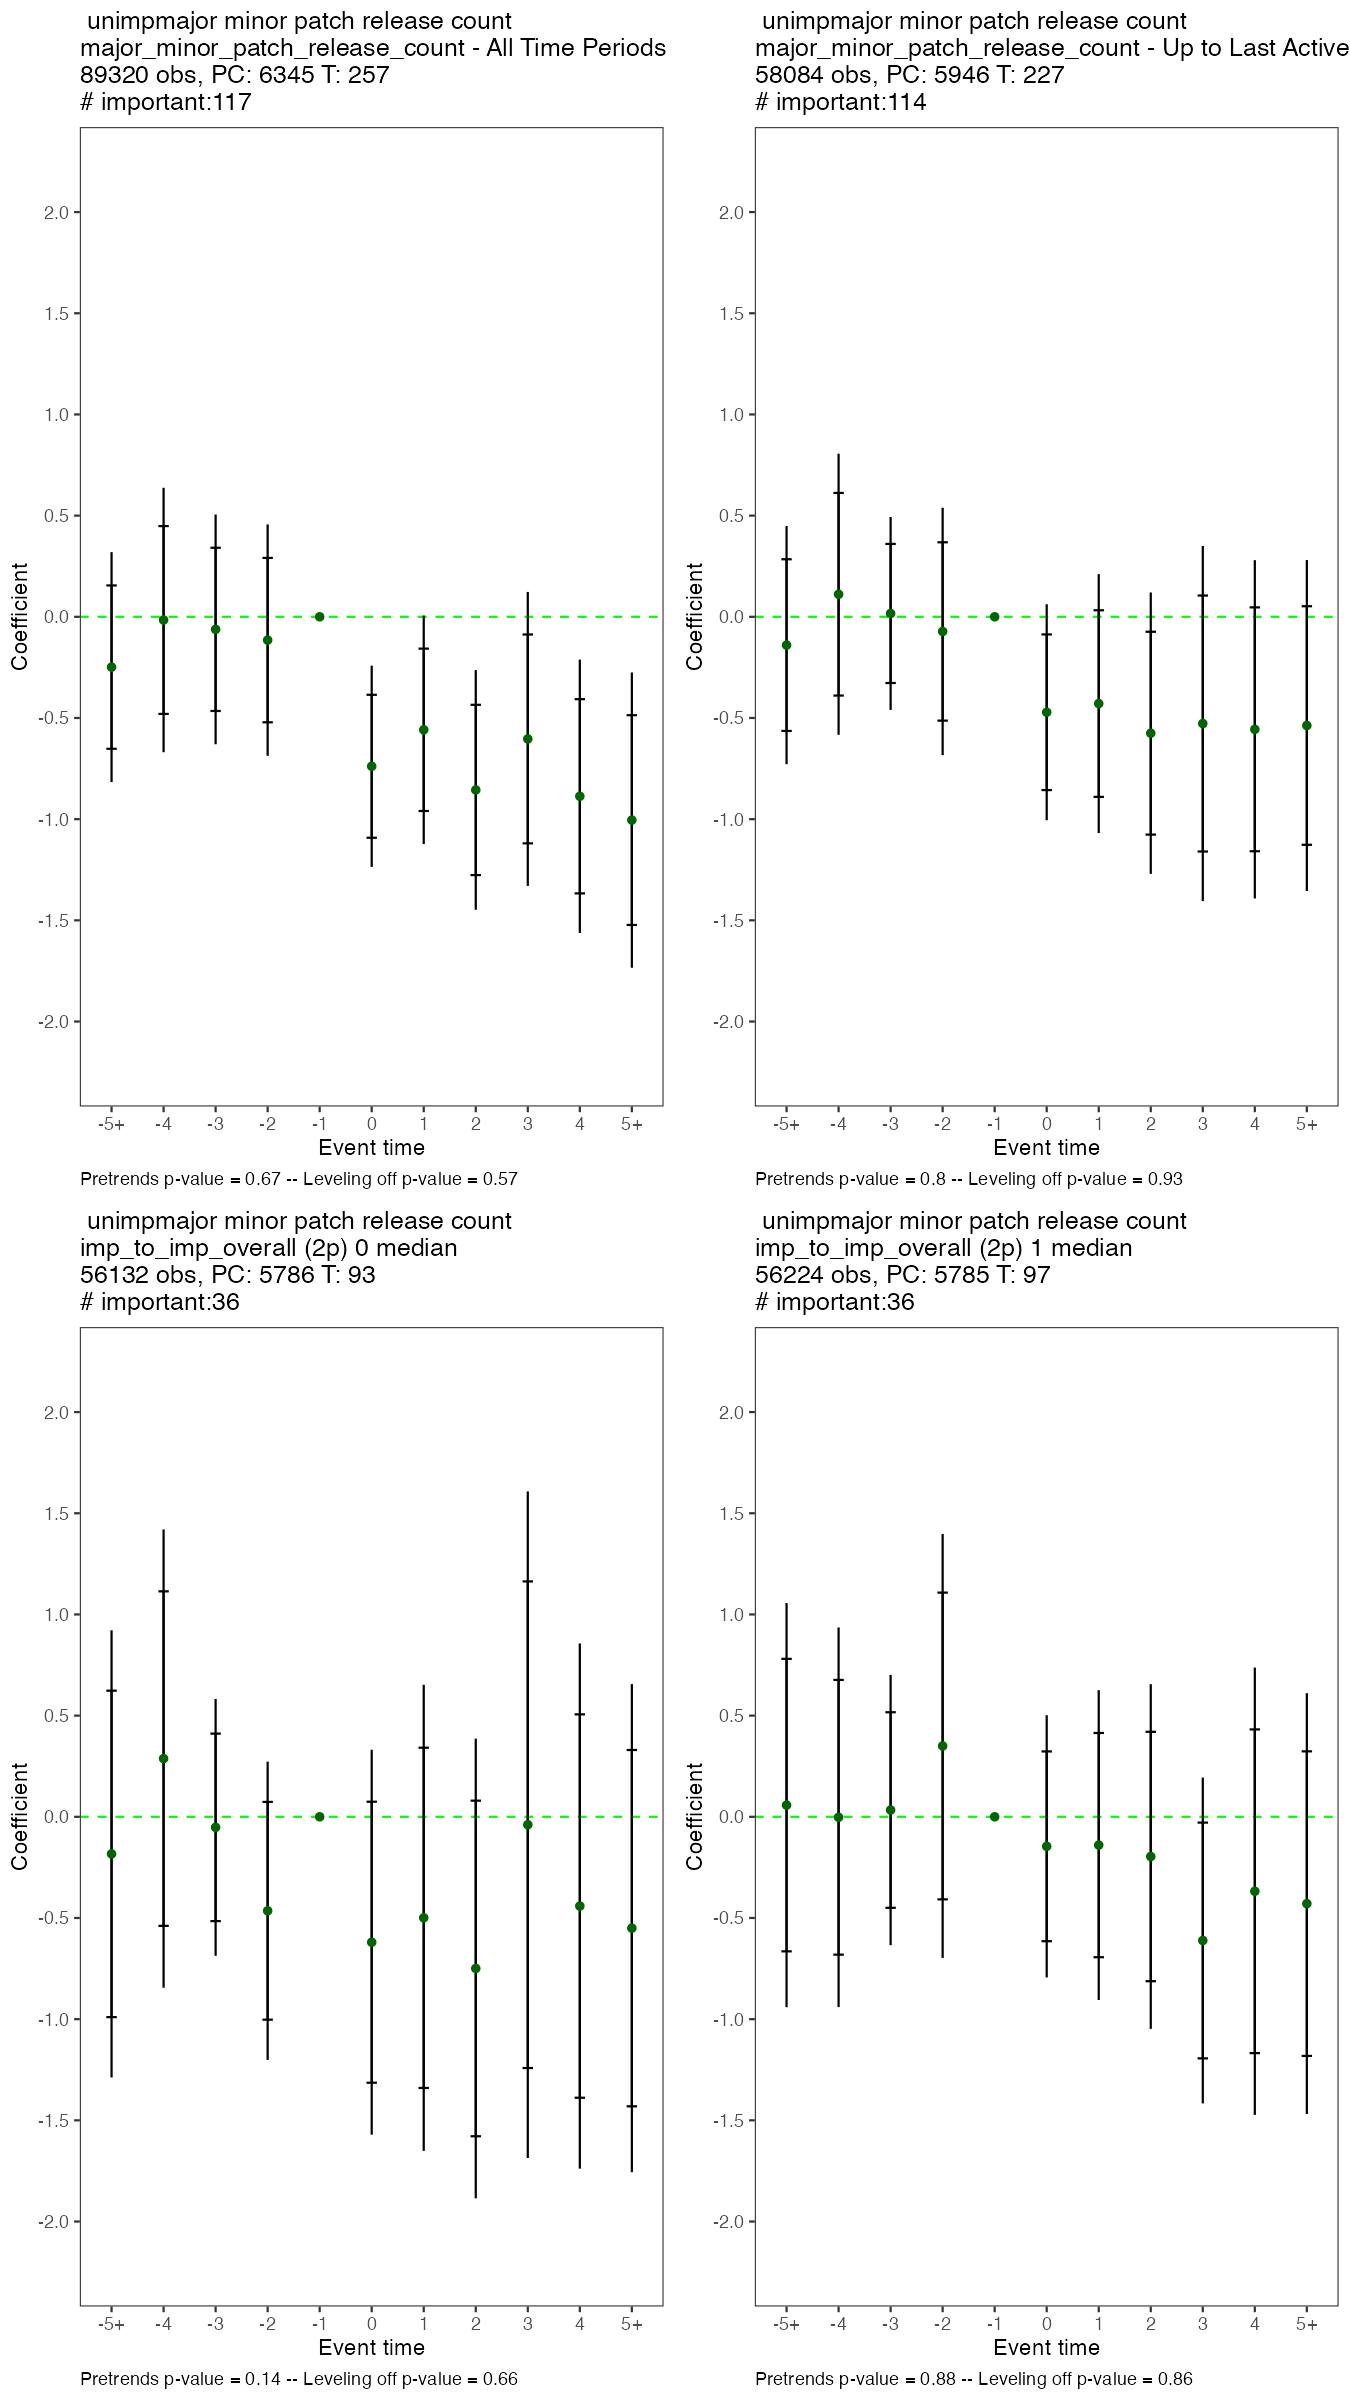 unimpmajor minor patch release count
major_minor_patch_release_count - All Time Periods
89320 obs, PC: 6345 T: 257
# important:117
Coefficient
2.0
1.5
1.0
0.5
0.0
-0.5
-1.0
-1.5
-2.0
-5+ -4 -3 -2 -1 0 1 2 3 4 5+
Event time
Pretrends p-value = 0.67 -- Leveling off p-value = 0.57
unimpmajor minor patch release count
major_minor_patch_release_count - Up to Last Active
58084 obs, PC: 5946 T: 227
# important:114
Coefficient
2.0
1.5
1.0
0.5
0.0
-0.5
-1.0
-1.5
-2.0
-5+ -4 -3 -2 -1 0 1 2 3 4 5+
Event time
Pretrends p-value = 0.8 -- Leveling off p-value = 0.93
unimpmajor minor patch release count
imp_to_imp_overall (2p) 0 median
56132 obs, PC: 5786 T: 93
# important:36
Coefficient
2.0
1.5
1.0
0.5
0.0
-0.5
-1.0
-1.5
-2.0
-5+ -4 -3 -2 -1 0 1 2 3 4 5+
Event time
Pretrends p-value = 0.14 -- Leveling off p-value = 0.66
unimpmajor minor patch release count
imp_to_imp_overall (2p) 1 median
56224 obs, PC: 5785 T: 97
# important:36
Coefficient
2.0
1.5
1.0
0.5
0.0
-0.5
-1.0
-1.5
-2.0
-5+ -4 -3 -2 -1 0 1 2 3 4 5+
Event time
Pretrends p-value = 0.88 -- Leveling off p-value = 0.86